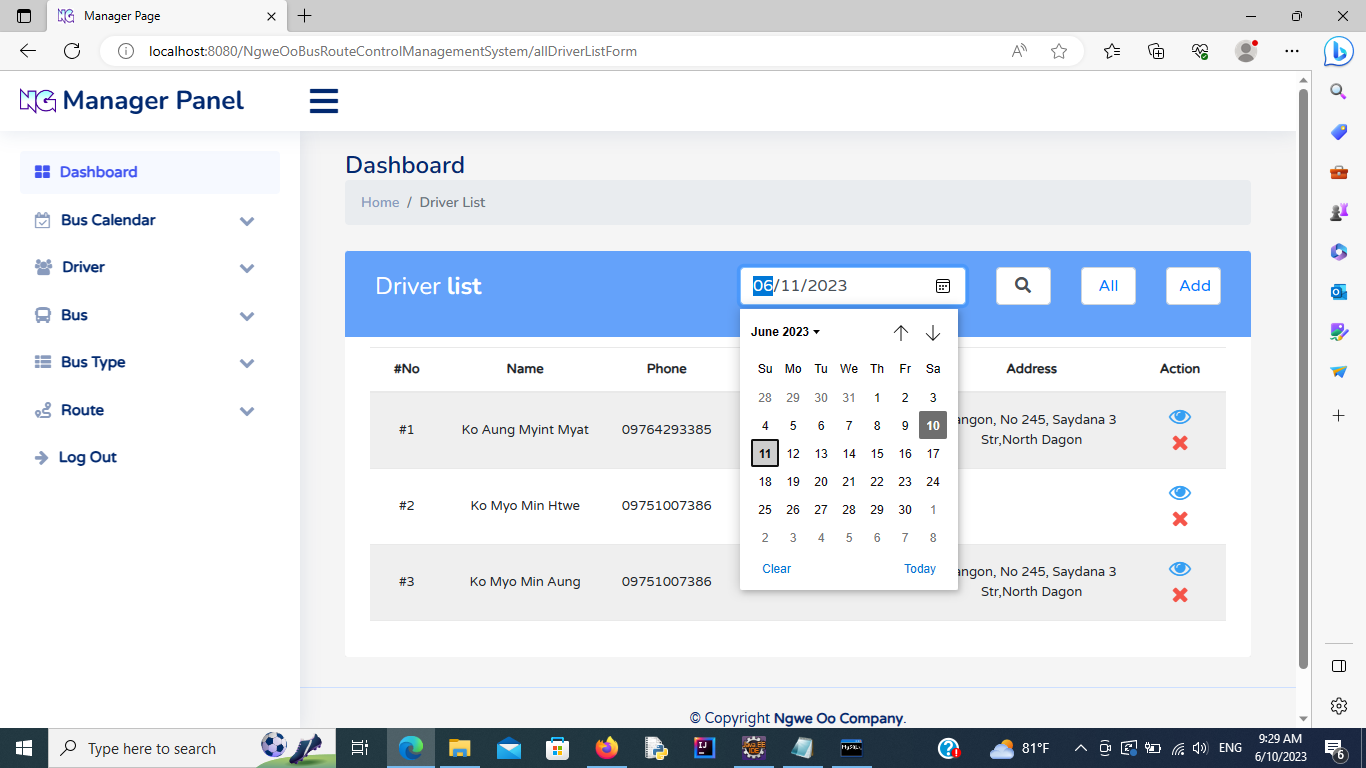 Manager Page
localhost:8080/NgweOoBusRouteControlManagementSystem/allDriverListForm
NG Manager Panel
Dashboard
Bus Calendar
Driver
Bus
Bus Type
Route
Log Out
Dashboard
Home / Driver List
Driver list
06/11/2023
All
Add
June 2023
Su Mo Tu We Th Fr Sa
28 29 30 31 1 2 3
4 5 6 7 8 9 10
11 12 13 14 15 16 17
18 19 20 21 22 23 24
25 26 27 28 29 30 1
2 3 4 5 6 7 8
Clear Today
#No Name Phone Address Action
#1 Ko Aung Myint Myat 09764293385 angon, No 245, Saydana 3
Str,North Dagon
#2 Ko Myo Min Htwe 09751007386
#3 Ko Myo Min Aung 09751007386 angon, No 245, Saydana 3
Str,North Dagon
© Copyright Ngwe Oo Company.
Type here to search
81°F
ENG
9:29 AM
6/10/2023
6